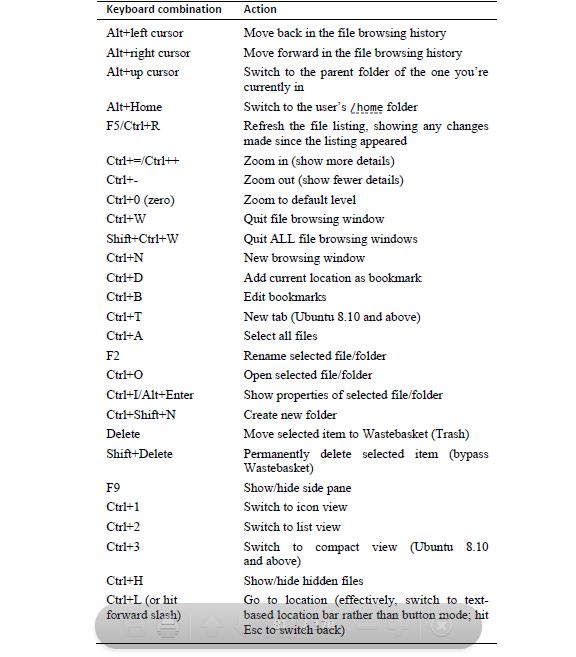 Keyboard combination Action
Alt+left cursor Move back in the file browsing history
Alt+right cursor Move forward in the file browsing history
Alt+up cursor Switch to the parent folder of the one you’re
currently in
Alt+Home Switch to the user’s /home folder
F5/Ctrl+R Refresh the file listing, showing any changes
made since the listing appeared
Ctrl+=/Ctrl++ Zoom in (show more details)
Ctrl+- Zoom out (show fewer details)
Ctrl+0 (zero) Zoom to default level
Ctrl+W Quit file browsing window
Shift+Ctrl+W Quit ALL file browsing windows
Ctrl+N New browsing window
Ctrl+D Add current location as bookmark
Ctrl+B Edit bookmarks
Ctrl+T New tab (Ubuntu 8.10 and above)
Ctrl+A Select all files
F2 Rename selected file/folder
Ctrl+O Open selected file/folder
Ctrl+I/Alt+Enter Show properties of selected file/folder
Ctrl+Shift+N Create new folder
Delete Move selected item to Wastebasket (Trash)
Shift+Delete Permanently delete selected item (bypass
Wastebasket)
F9 Show/hide side pane
Ctrl+1 Switch to icon view
Ctrl+2 Switch to list view
Ctrl+3 Switch to compact view (Ubuntu 8.10
and above)
Ctrl+H Show/hide hidden files
Ctrl+L (or hit Go to location (effectively, switch to text-
forward slash) based location bar rather than button mode; hit
Esc to switch back)